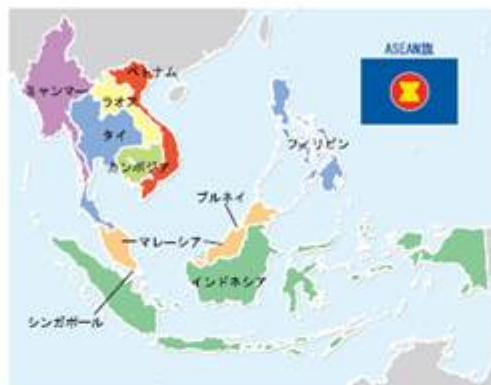 ASEAN旗
ベトナム
ミャンマー
ラオス
タイ
フィリピン
カンボジア
ブルネイ
マレーシア
インドネシア
シンガポール